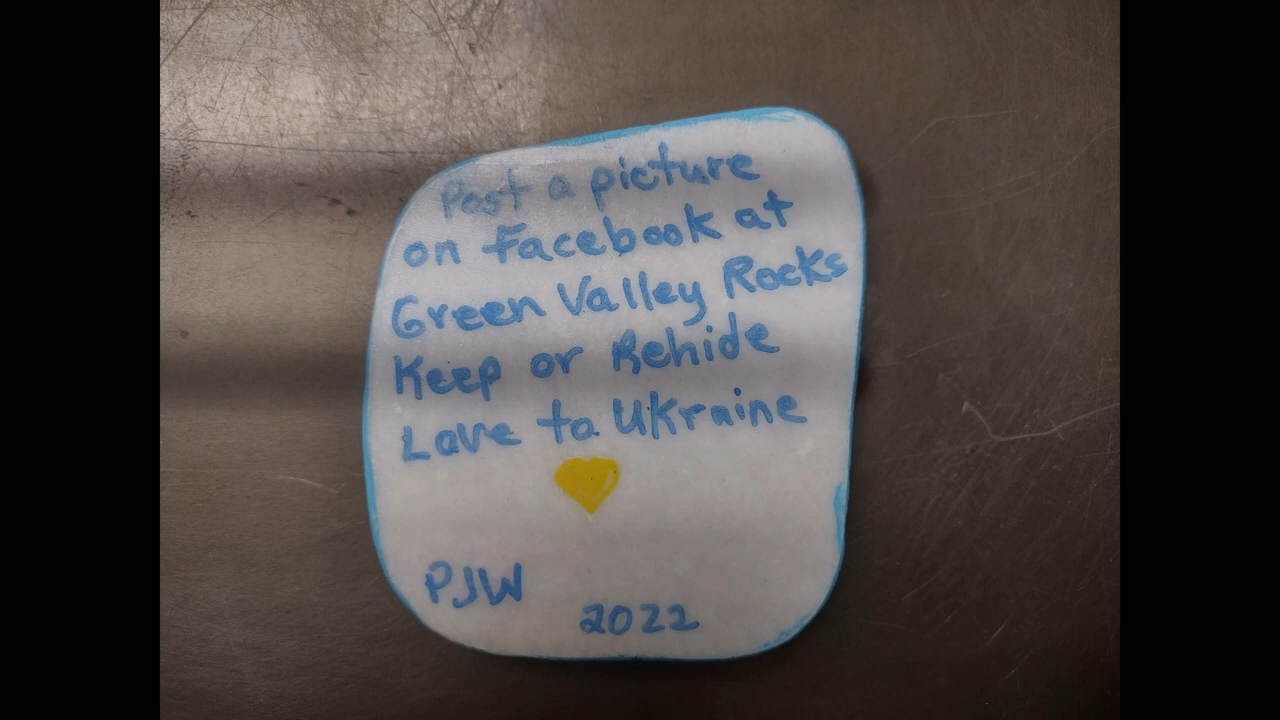 Post a picture
on Facebook at
Green Valley Rocks
Keep or Rehide
Love to Ukraine
PJW
2022